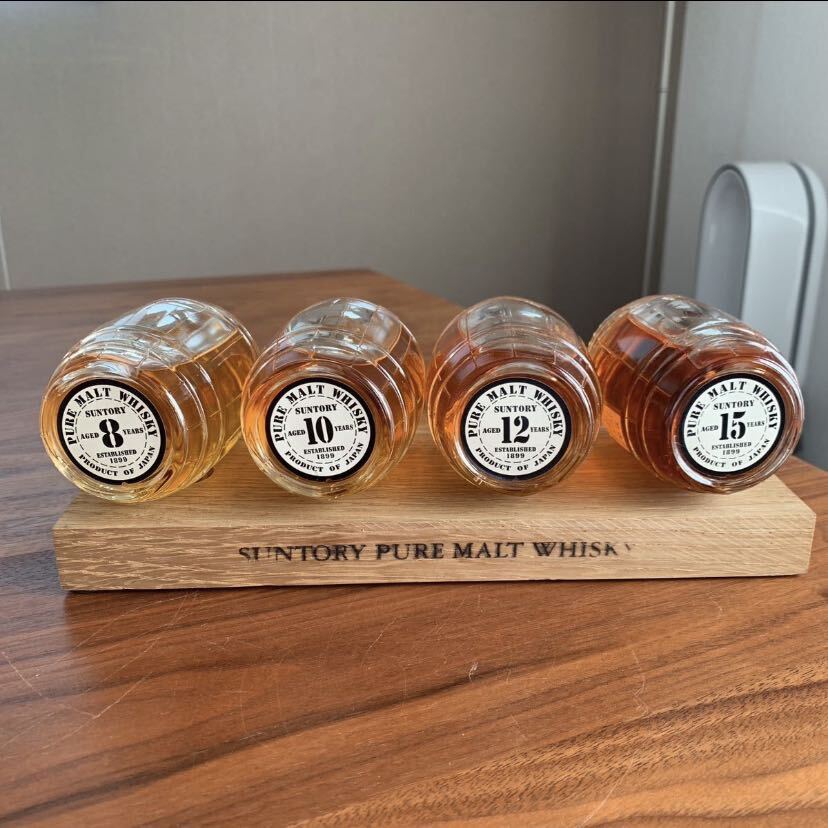 PURE MALT WHISKY
SUNTORY
AGED 8 YEARS
ESTABLISHED
1899
PRODUCT OF JAPAN
PURE MALT WHISKY
SUNTORY
AGED 10 YEARS
ESTABLISHED
1899
PRODUCT OF JAPAN
PURE MALT WHISKY
SUNTORY
AGED 12 YEARS
ESTABLISHED
1899
PRODUCT OF JAPAN
PURE MALT WHISKY
SUNTORY
AGED 15 YEARS
ESTABLISHED
1899
PRODUCT OF JAPAN
SUNTORY PURE MALT WHISKY